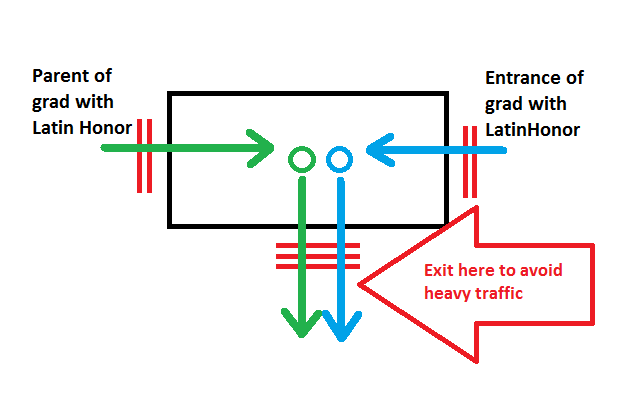 Parent of
grad with
Latin Honor
Entrance of
grad with
LatinHonor
Exit here to avoid
heavy traffic